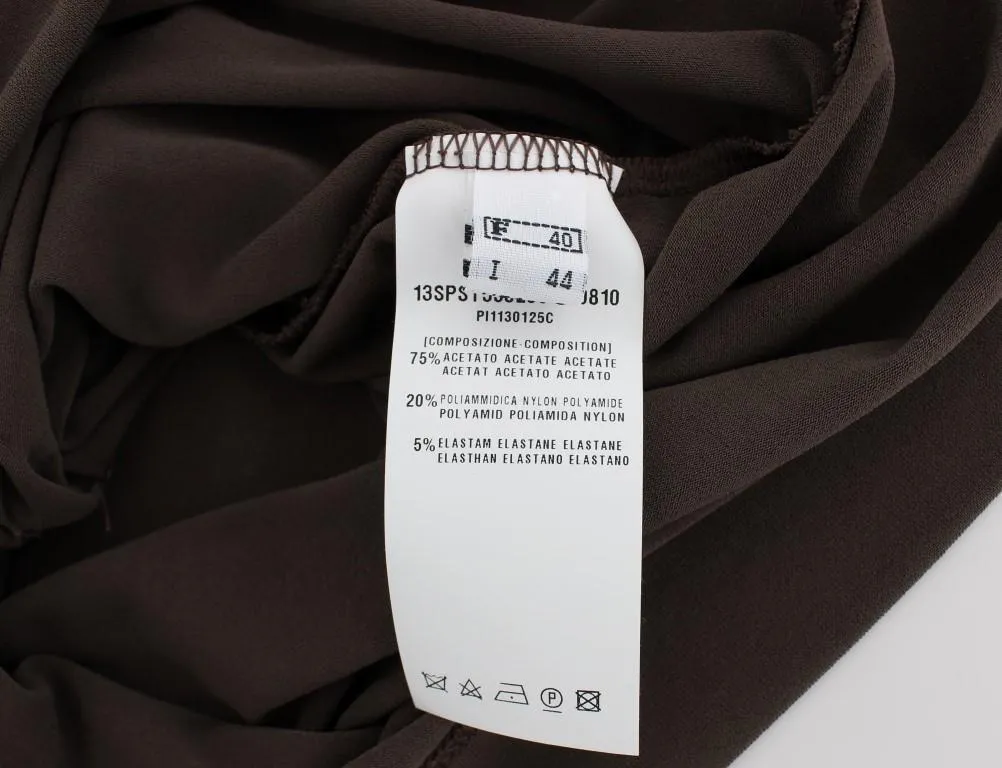 F 40
I 44
0810
PI1130125C
[COMPOSIZIONE-COMPOSITION]
75% ACETATO ACETATE ACETATE
ACETAT ACETATO ACETATO
20% POLIAMMIDICA NYLON POLYAMIDE
POLYAMID POLIAMIDA NYLON
5% ELASTAM ELASTANE ELASTANE
ELASTHAN ELASTANO ELASTANO
P